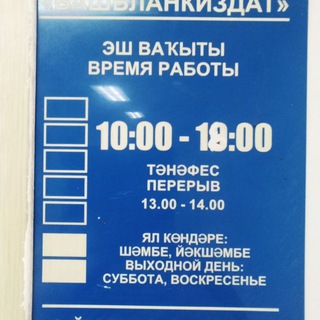 «БАШБЛАНКИЗДАТ»
ЭШ ВАҠЫТЫ
ВРЕМЯ РАБОТЫ
10:00 - 18:00
ТӘНӘФЕС
ПЕРЕРЫВ
13.00 - 14.00
ЯЛ КӨНДӘРЕ:
ШӘМБЕ, ЙӘКШӘМБЕ
ВЫХОДНОЙ ДЕНЬ:
СУББОТА, ВОСКРЕСЕНЬЕ